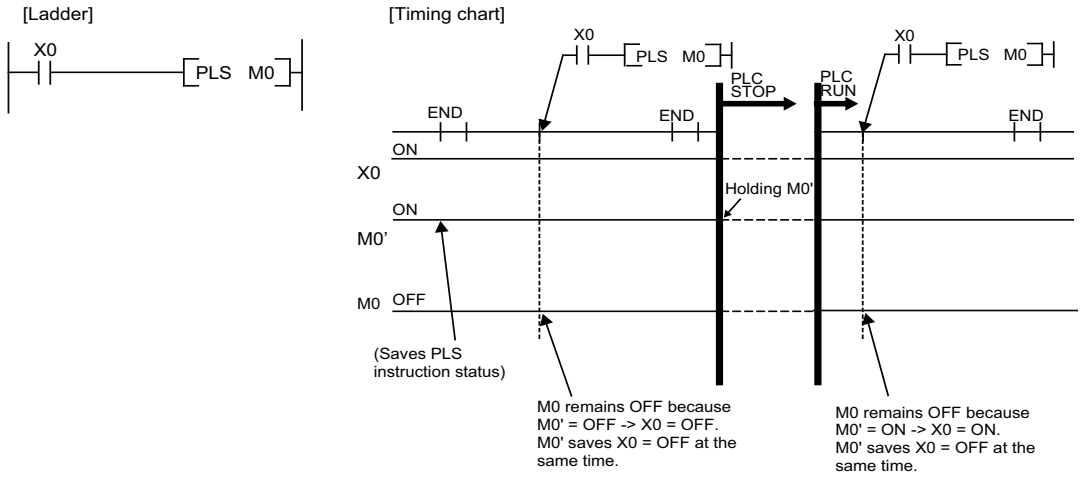 [Ladder]
X0
PLS M0
[Timing chart]
X0
PLS M0
X0
PLS M0
PLC
STOP
PLC
RUN
END
END
END
ON
X0
Holding M0'
ON
M0'
M0 OFF
(Saves PLS
instruction status)
M0 remains OFF because
M0' = OFF -> X0 = OFF.
M0' saves X0 = OFF at the
same time.
M0 remains OFF because
M0' = ON -> X0 = ON.
M0' saves X0 = OFF at the
same time.